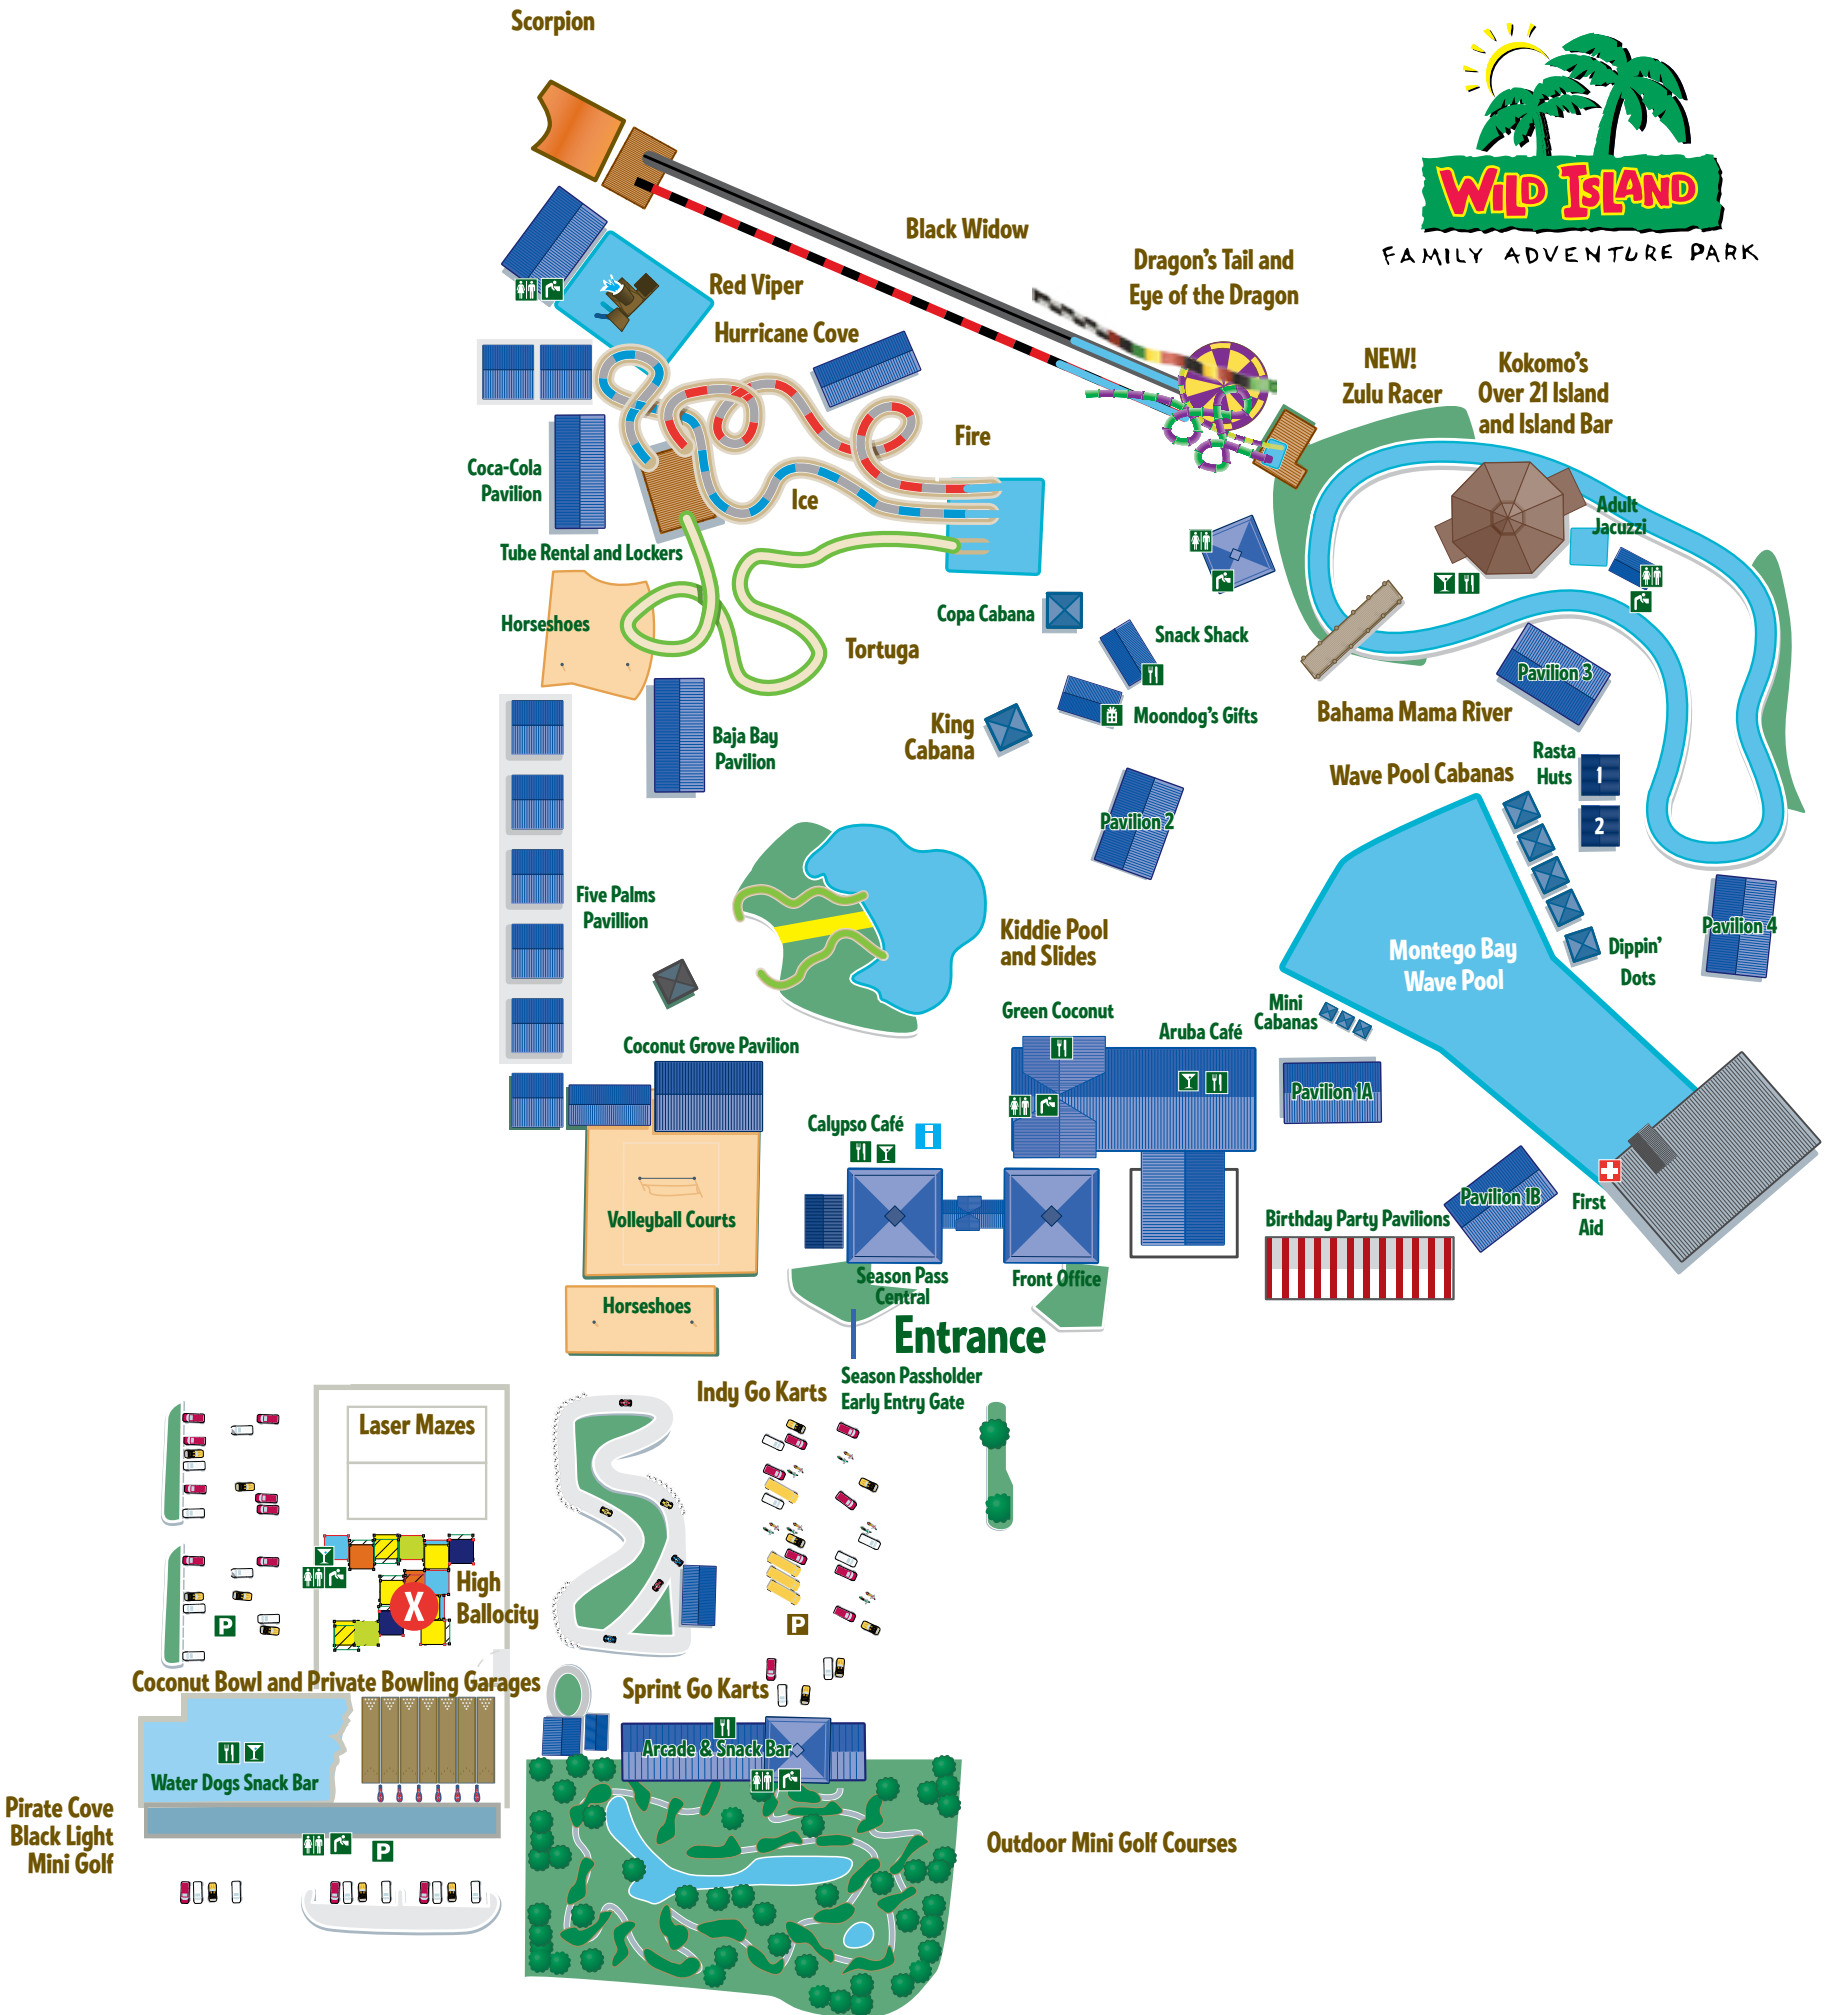 Scorpion
WILD ISLAND
FAMILY ADVENTURE PARK
Black Widow
Dragon's Tail and
Eye of the Dragon
Red Viper
Hurricane Cove
NEW!
Zulu Racer
Kokomo's
Over 21 Island
and Island Bar
Fire
Coca-Cola
Pavilion
Ice
Adult
Jacuzzi
Tube Rental and Lockers
Horseshoes
Copa Cabana
Snack Shack
Tortuga
Pavilion 3
Bahama Mama River
Moondog's Gifts
King
Cabana
Baja Bay
Pavilion
Rasta
Huts
1
2
Wave Pool Cabanas
Pavilion 2
Five Palms
Pavillion
Kiddie Pool
and Slides
Montego Bay
Wave Pool
Pavilion 4
Dippin'
Dots
Mini
Cabanas
Green Coconut
Aruba Café
Coconut Grove Pavilion
Pavilion 1A
Calypso Café
i
Volleyball Courts
Pavilion 1B
First
Aid
Birthday Party Pavilions
Season Pass
Central
Front Office
Horseshoes
Entrance
Season Passholder
Early Entry Gate
Indy Go Karts
Laser Mazes
High
Ballocity
X
P
P
Coconut Bowl and Private Bowling Garages
Sprint Go Karts
Arcade & Snack Bar
Water Dogs Snack Bar
Pirate Cove
Black Light
Mini Golf
P
Outdoor Mini Golf Courses